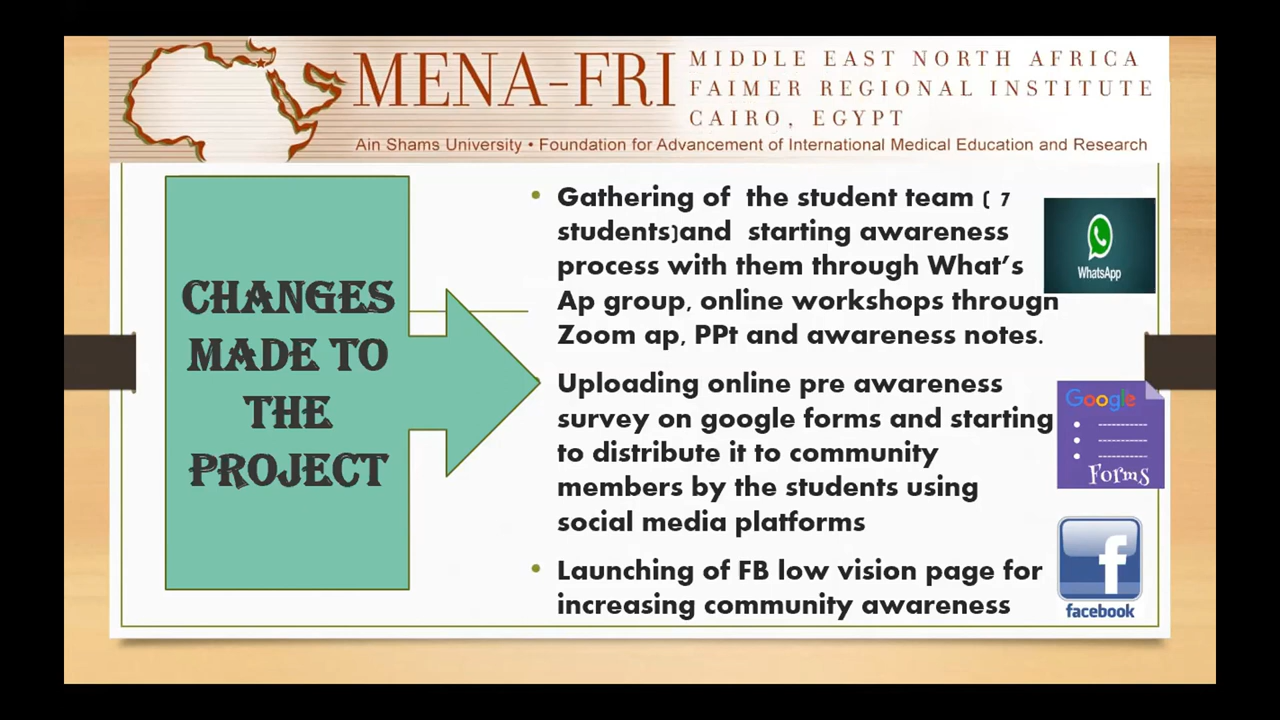 MENA-FRI
MIDDLE EAST NORTH AFRICA
FAIMER REGIONAL INSTITUTE
CAIRO, EGYPT
Ain Shams University • Foundation for Advancement of International Medical Education and Research
CHANGES
MADE TO
THE
PROJECT
• Gathering of the student team ( 7
students)and starting awareness
process with them through What's
Ap group, online workshops through
Zoom ap, PPt and awareness notes.
Uploading online pre awareness
survey on google forms and starting
to distribute it to community
members by the students using
social media platforms
• Launching of FB low vision page for
increasing community awareness
WhatsApp
Google
Forms
facebook